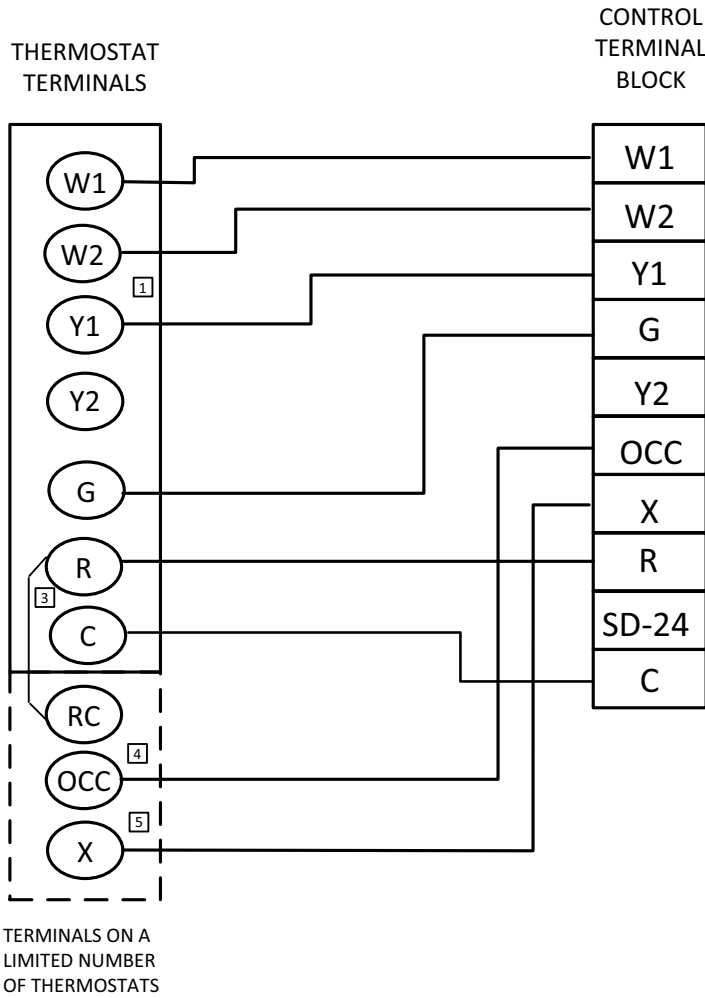 THERMOSTAT
TERMINALS
W1
W2
1
Y1
Y2
G
R
3
C
RC
4
OCC
5
X
TERMINALS ON A
LIMITED NUMBER
OF THERMOSTATS
CONTROL
TERMINAL
BLOCK
W1
W2
Y1
G
Y2
OCC
X
R
SD-24
C